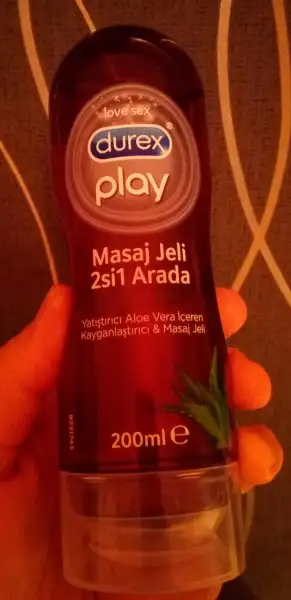 love sex
durex
play
Masaj Jeli
2si1 Arada
Yatıştırıcı Aloe Vera İçeren
Kayganlaştırıcı & Masaj Jeli
200ml e